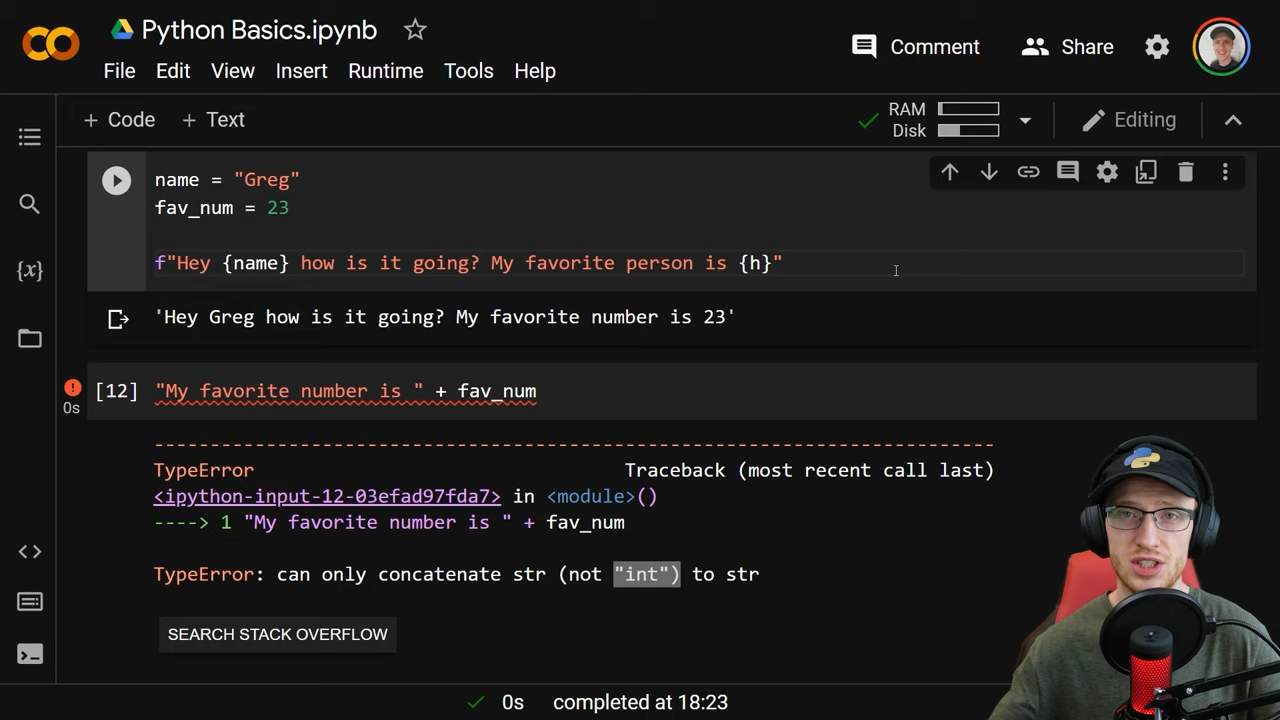 Python Basics.ipynb
Comment
Share
File Edit View Insert Runtime Tools Help
+ Code + Text
RAM
Disk
Editing
name = "Greg"
fav_num = 23
f"Hey {name} how is it going? My favorite person is {h}"
'Hey Greg how is it going? My favorite number is 23'
{x}
[12] "My favorite number is " + fav_num
0s
---------------------------------------------------------------------------
TypeError Traceback (most recent call last)
<ipython-input-12-03efad97fda7> in <module>()
----> 1 "My favorite number is " + fav_num
TypeError: can only concatenate str (not "int") to str
SEARCH STACK OVERFLOW
0s completed at 18:23